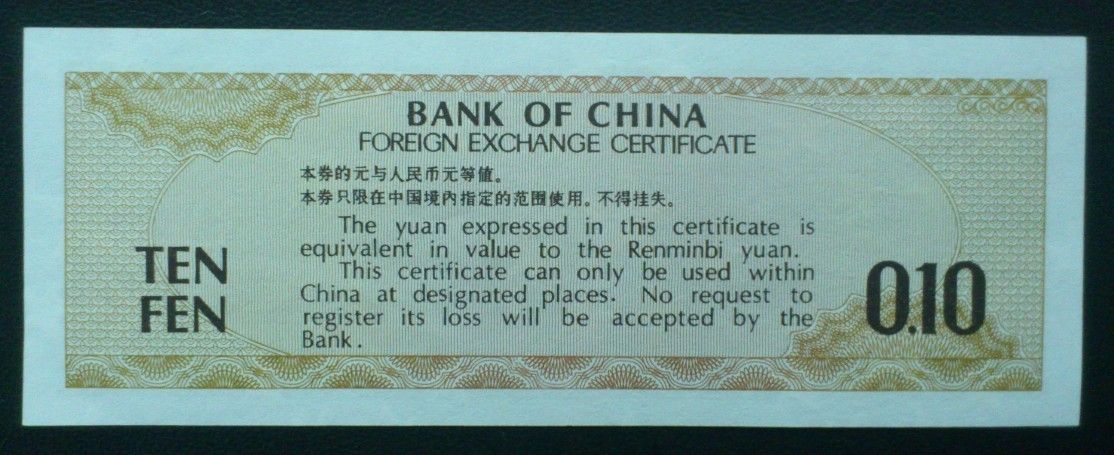 BANK OF CHINA
FOREIGN EXCHANGE CERTIFICATE
本券的元与人民币元等值。
本券只限在中国境内指定的范围使用。不得挂失。
The yuan expressed in this certificate is
equivalent in value to the Renminbi yuan.
This certificate can only be used within
China at designated places. No request to
register its loss will be accepted by the
Bank.
TEN
FEN
0.10